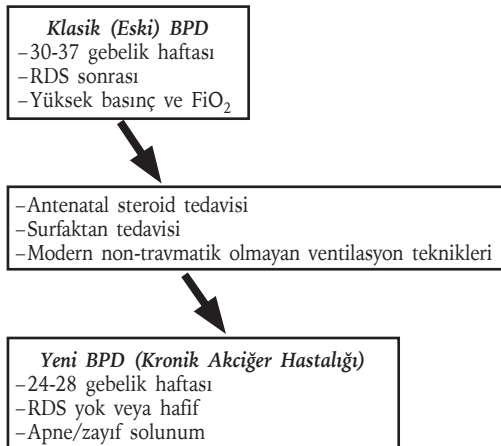 Klasik (Eski) BPD
–30-37 gebelik haftası
–RDS sonrası
–Yüksek basınç ve FiO₂
–Antenatal steroid tedavisi
–Surfaktan tedavisi
–Modern non-travmatik olmayan ventilasyon teknikleri
Yeni BPD (Kronik Akciğer Hastalığı)
–24-28 gebelik haftası
–RDS yok veya hafif
–Apne/zayıf solunum